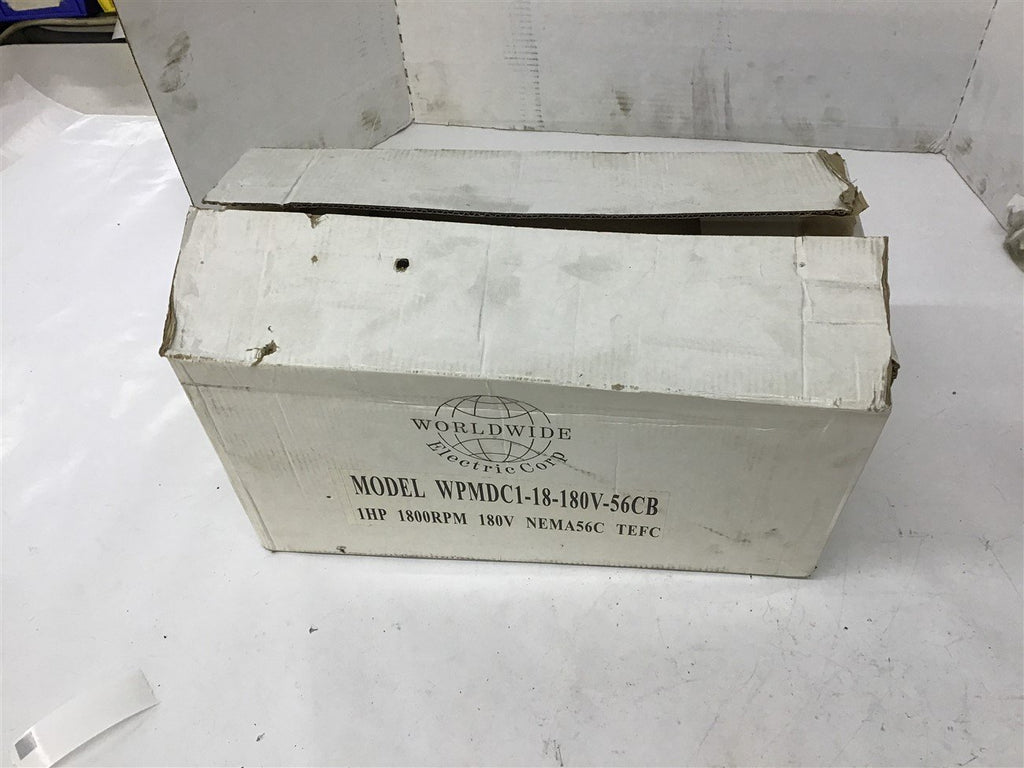 WORLDWIDE
Electric Corp
MODEL WPMDC1-18-180V-56CB
1HP 1800RPM 180V NEMA56C TEFC